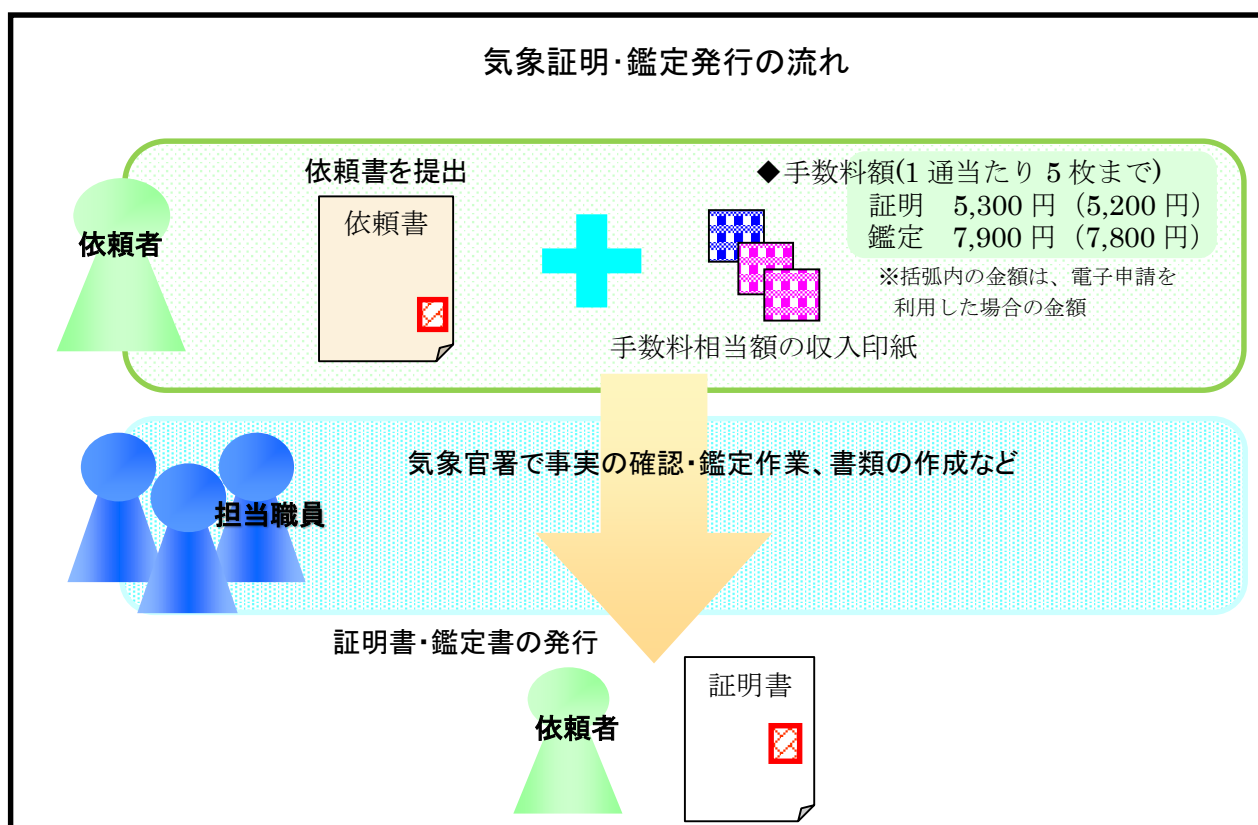 気象証明・鑑定発行の流れ
依頼書を提出
依頼書
依頼者
◆手数料額(1 通当たり 5 枚まで)
証明 5,300 円（5,200 円）
鑑定 7,900 円（7,800 円）
※括弧内の金額は、電子申請を
利用した場合の金額
手数料相当額の収入印紙
気象官署で事実の確認・鑑定作業、書類の作成など
担当職員
証明書・鑑定書の発行
証明書
依頼者